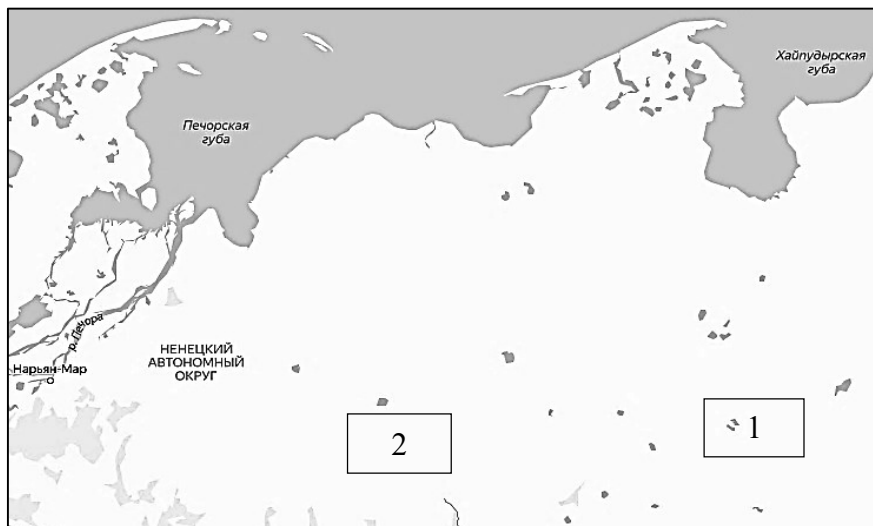 Хайпудырская
губа
Печорская
губа
р. Печора
НЕНЕЦКИЙ
АВТОНОМНЫЙ
ОКРУГ
Нарьян-Мар
1
2